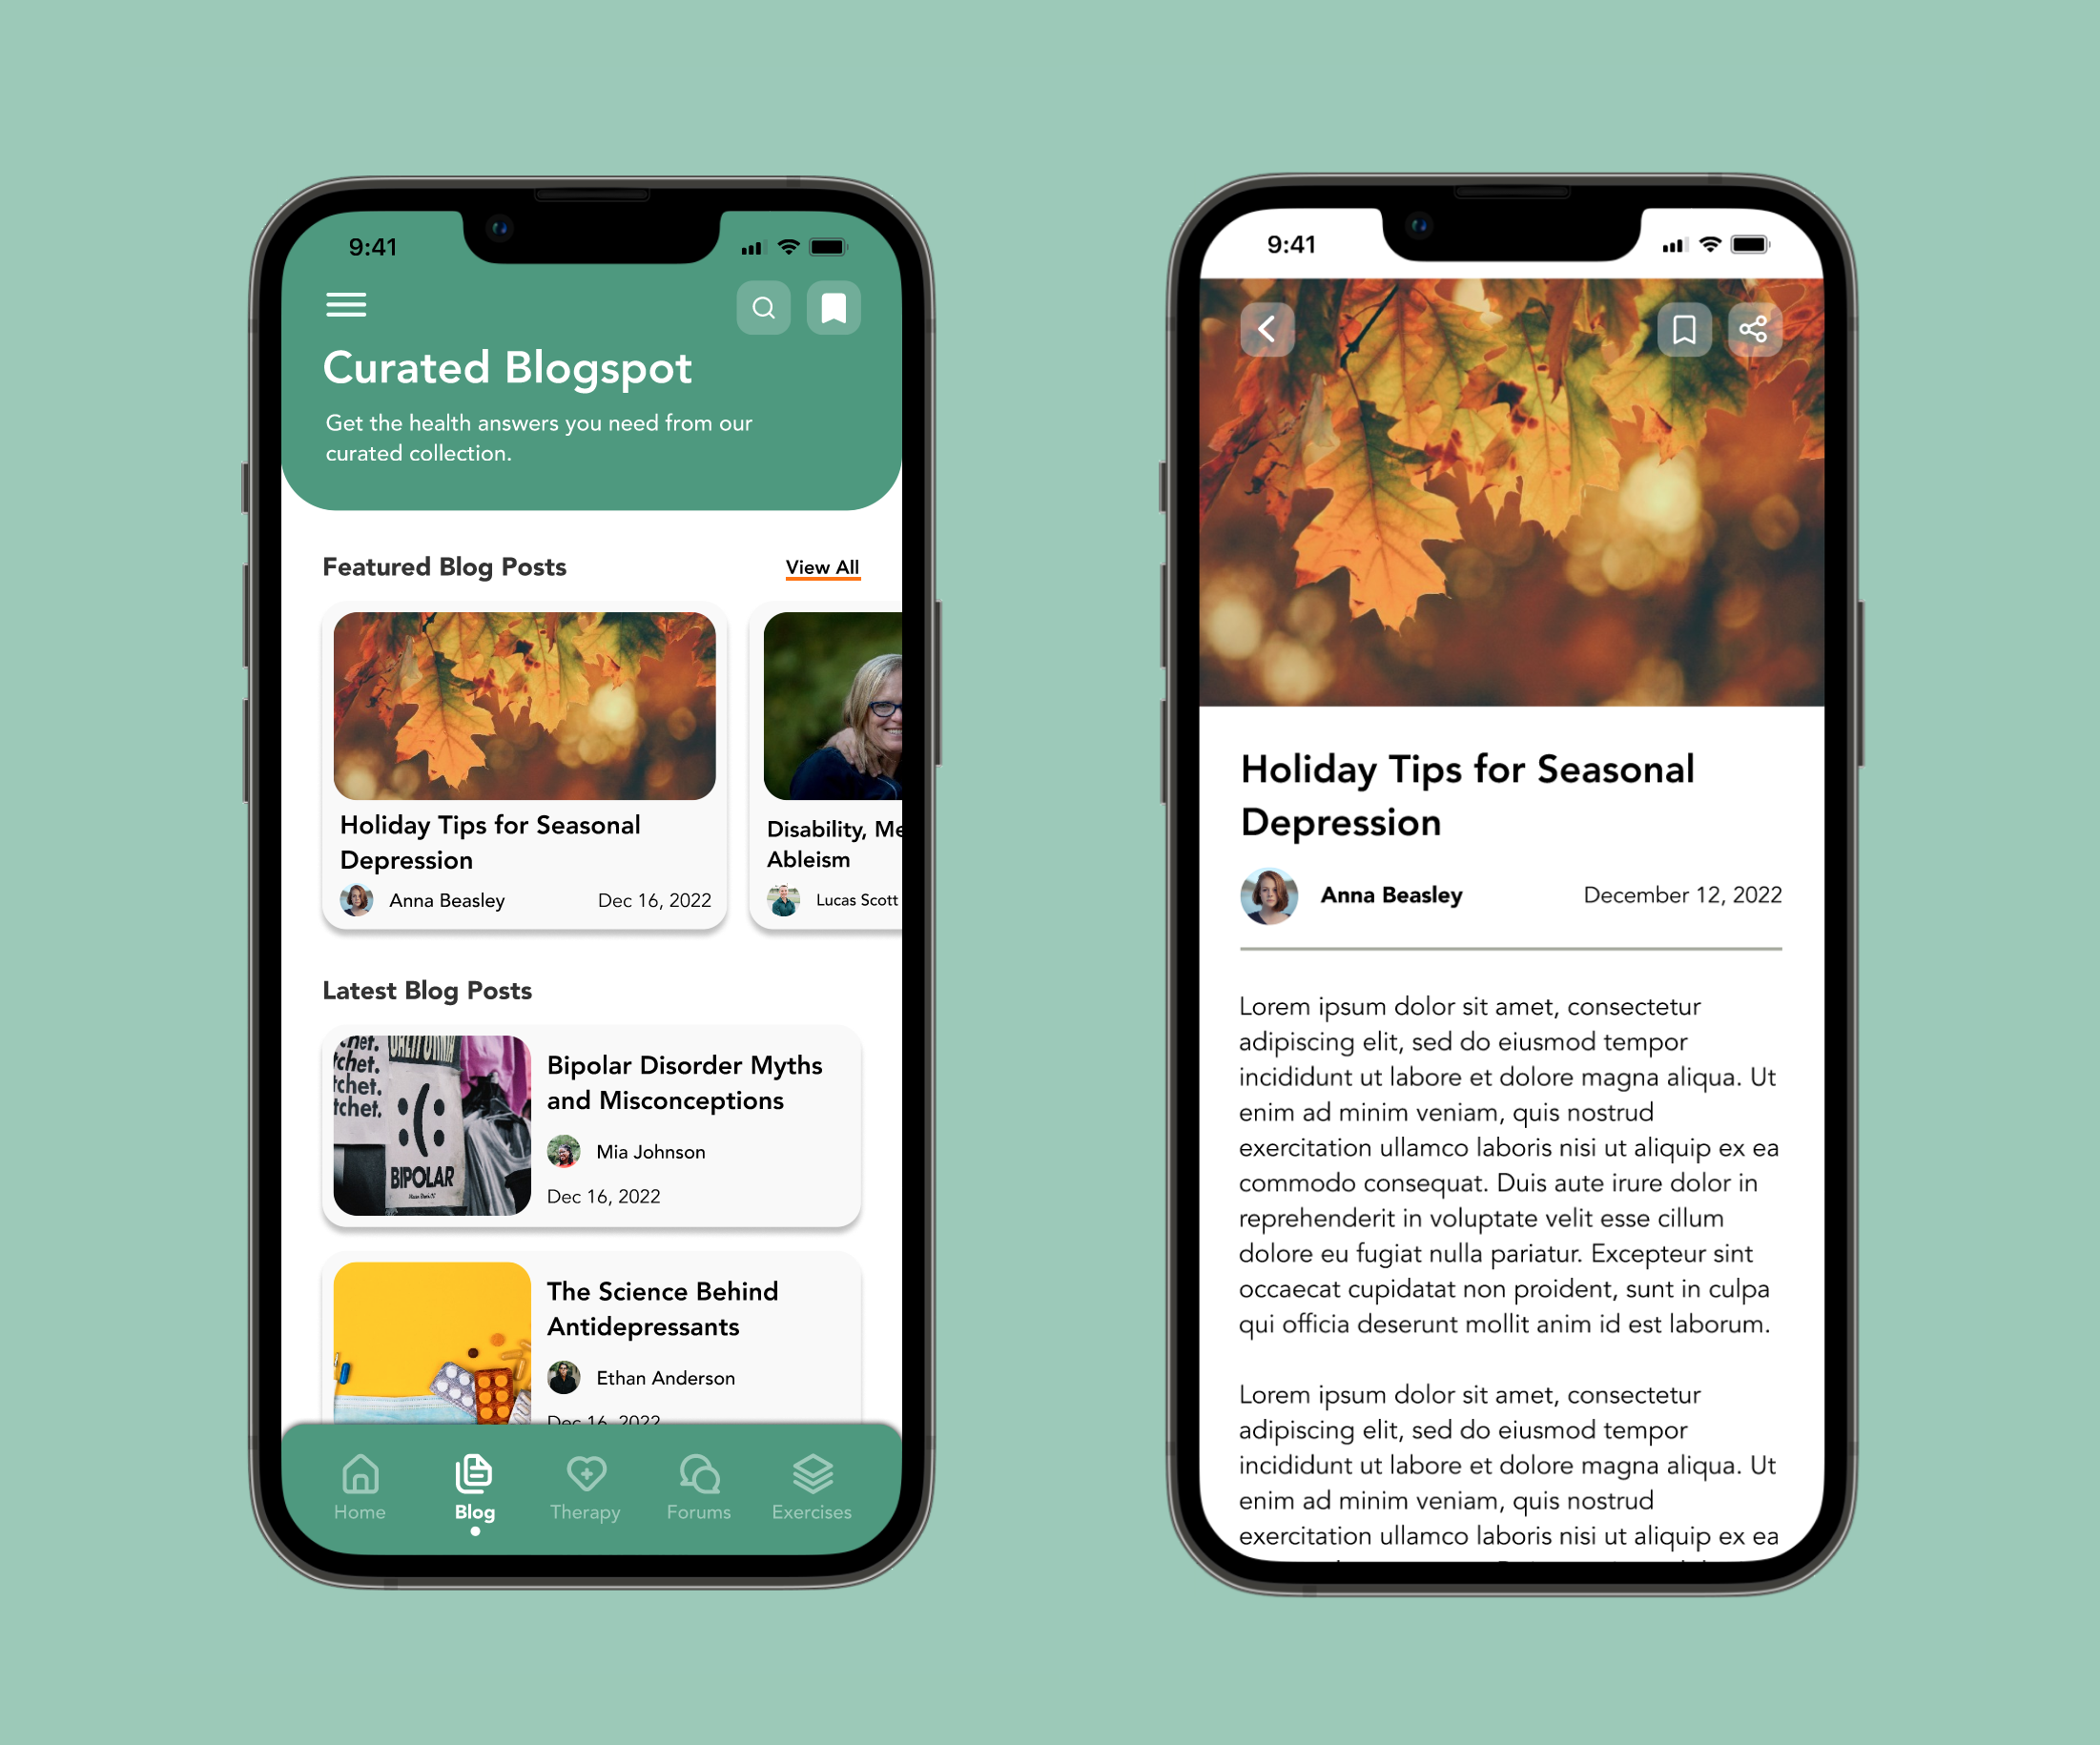 9:41
Curated Blogspot
Get the health answers you need from our
curated collection.
Featured Blog Posts
View All
Holiday Tips for Seasonal
Depression
Anna Beasley
Dec 16, 2022
Disability, Me
Ableism
Lucas Scott
Latest Blog Posts
tchet.
tchet.
tchet.
CALIFORNIA
:(:
BIPOLAR
Bipolar Disorder Myths
and Misconceptions
Mia Johnson
Dec 16, 2022
The Science Behind
Antidepressants
Ethan Anderson
Dec 16, 2022
Home
Blog
Therapy
Forums
Exercises
9:41
Holiday Tips for Seasonal
Depression
Anna Beasley
December 12, 2022
Lorem ipsum dolor sit amet, consectetur
adipiscing elit, sed do eiusmod tempor
incididunt ut labore et dolore magna aliqua. Ut
enim ad minim veniam, quis nostrud
exercitation ullamco laboris nisi ut aliquip ex ea
commodo consequat. Duis aute irure dolor in
reprehenderit in voluptate velit esse cillum
dolore eu fugiat nulla pariatur. Excepteur sint
occaecat cupidatat non proident, sunt in culpa
qui officia deserunt mollit anim id est laborum.
Lorem ipsum dolor sit amet, consectetur
adipiscing elit, sed do eiusmod tempor
incididunt ut labore et dolore magna aliqua. Ut
enim ad minim veniam, quis nostrud
exercitation ullamco laboris nisi ut aliquip ex ea